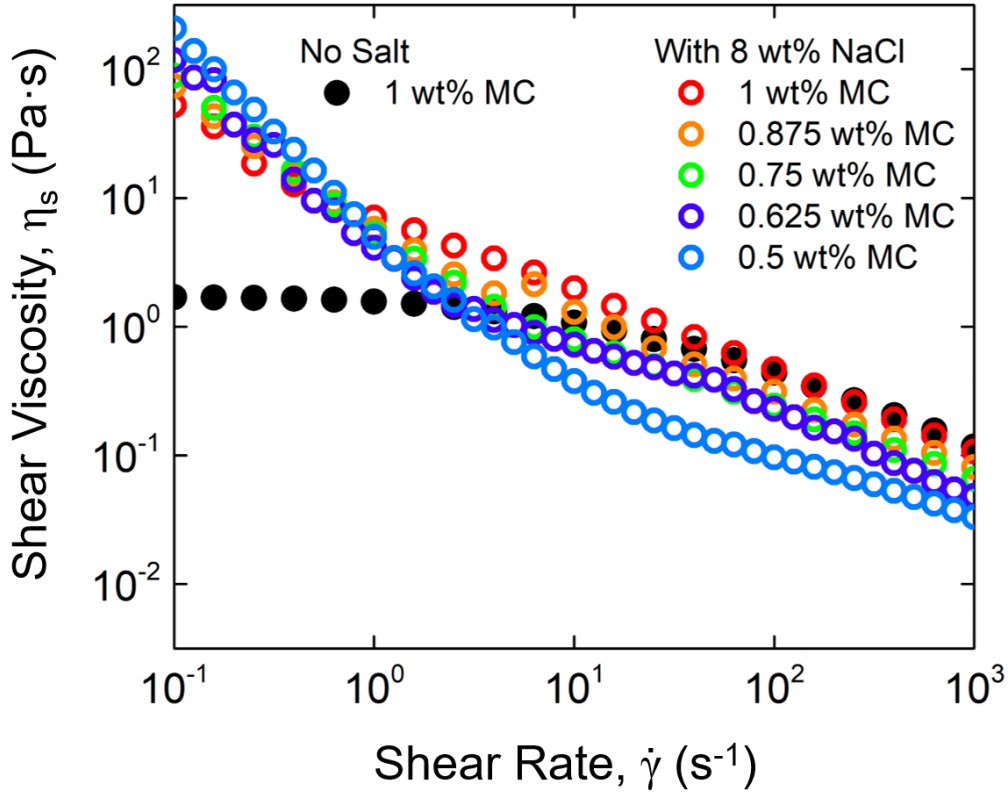 Shear Viscosity, ηs (Pa·s)
10²
10¹
10⁰
10⁻¹
10⁻²
No Salt
1 wt% MC
With 8 wt% NaCl
1 wt% MC
0.875 wt% MC
0.75 wt% MC
0.625 wt% MC
0.5 wt% MC
10⁻¹ 10⁰ 10¹ 10² 10³
Shear Rate, γ̇ (s⁻¹)